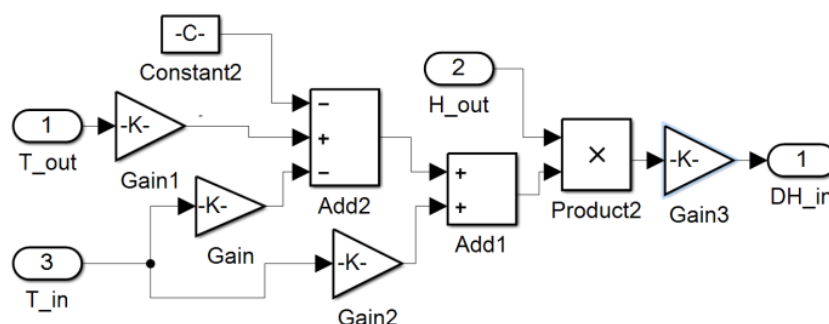 -C-
Constant2
1
T_out
-K-
Gain1
−
+
−
Add2
2
H_out
-K-
Gain
3
T_in
-K-
Gain2
+
+
Add1
×
Product2
-K-
Gain3
1
DH_in